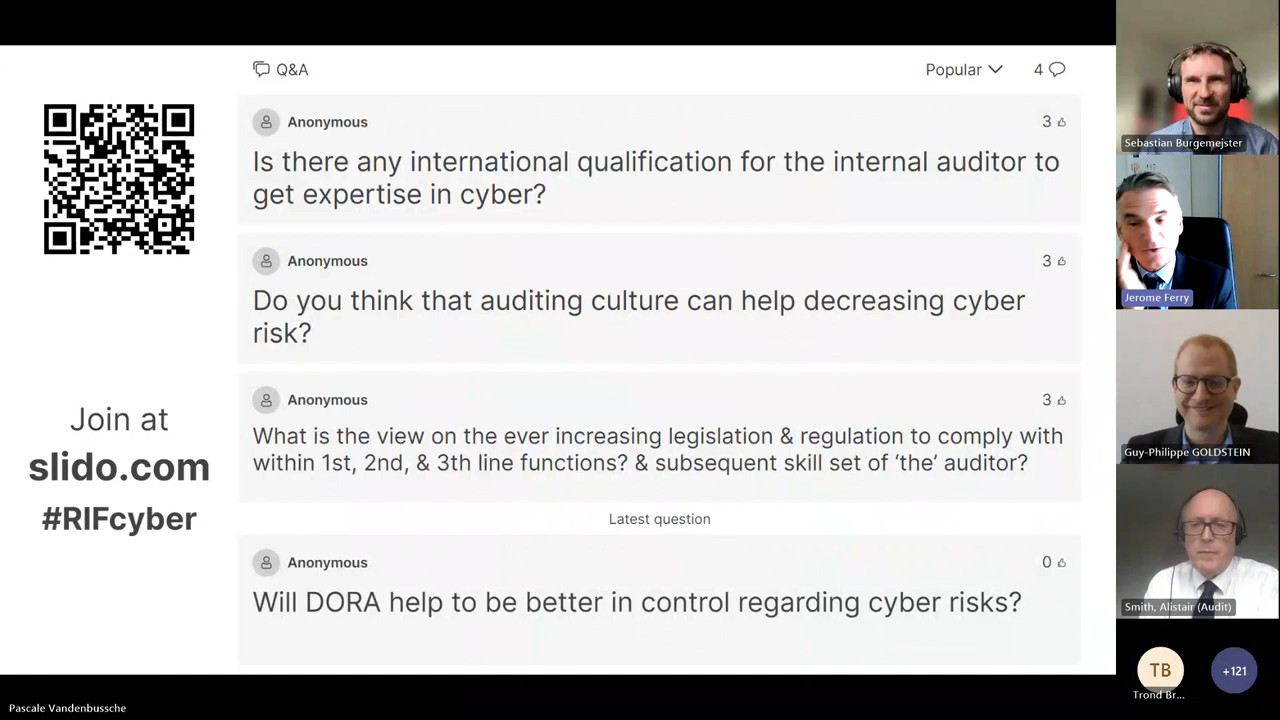 Q&A
Popular
4
Anonymous
3
Is there any international qualification for the internal auditor to
get expertise in cyber?
Anonymous
3
Do you think that auditing culture can help decreasing cyber
risk?
Anonymous
3
What is the view on the ever increasing legislation & regulation to comply with
within 1st, 2nd, & 3th line functions? & subsequent skill set of ‘the’ auditor?
Latest question
Anonymous
0
Will DORA help to be better in control regarding cyber risks?
Join at
slido.com
#RIFcyber
Sebastian Burgemejster
Jerome Ferry
Guy-Philippe GOLDSTEIN
Smith, Alistair (Audit)
TB
Trond Br...
+121
Pascale Vandenbussche